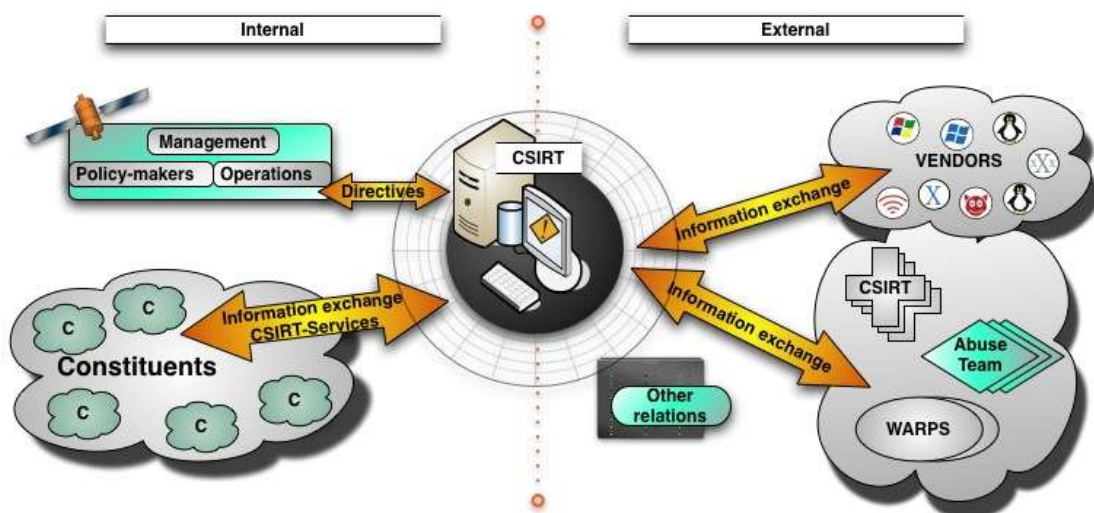 Internal
External
Management
Policy-makers
Operations
Directives
CSIRT
Information exchange
VENDORS
X
xXx
Information exchange
CSIRT-Services
Constituents
C
C
C
C
C
Information exchange
CSIRT
Abuse
Team
WARPS
Other
relations